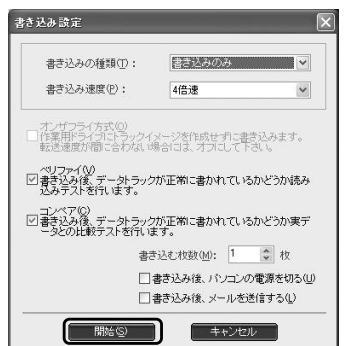 書き込み設定
書き込みの種類(T)： 書き込みのみ
書き込み速度(P)： 4倍速
オンザフライ方式(O)
作業用ドライブにトラックイメージを作成せずに書き込みます。
転送速度が間に合わない場合には、オフにして下さい。
ベリファイ(V)
書き込み後、データトラックが正常に書かれているかどうか読み
込みテストを行います。
コンペア(C)
書き込み後、データトラックが正常に書かれているかどうか実デ
ータとの比較テストを行います。
書き込む枚数(M): 1 枚
書き込み後、パソコンの電源を切る(U)
書き込み後、メールを送信する(L)
開始(S) キャンセル